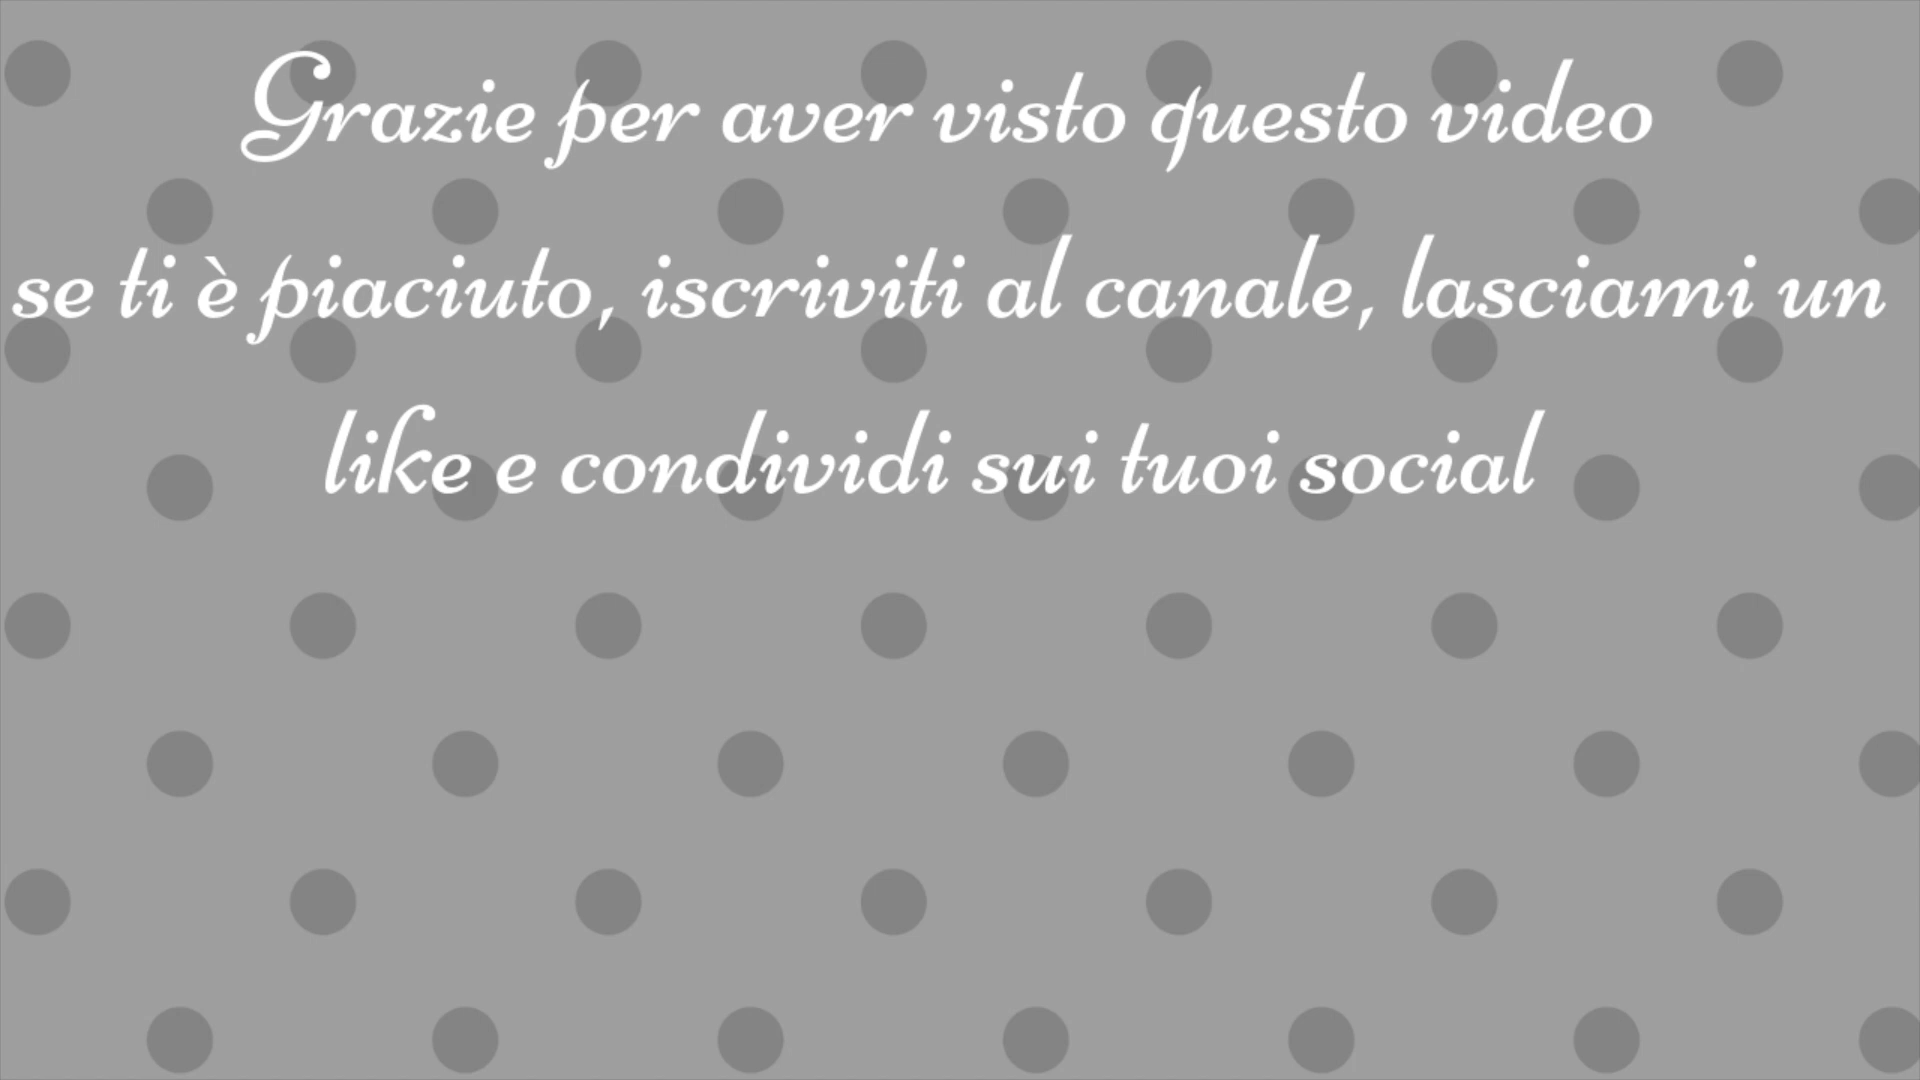 Grazie per aver visto questo video
se ti è piaciuto, iscriviti al canale, lasciami un
like e condividi sui tuoi social